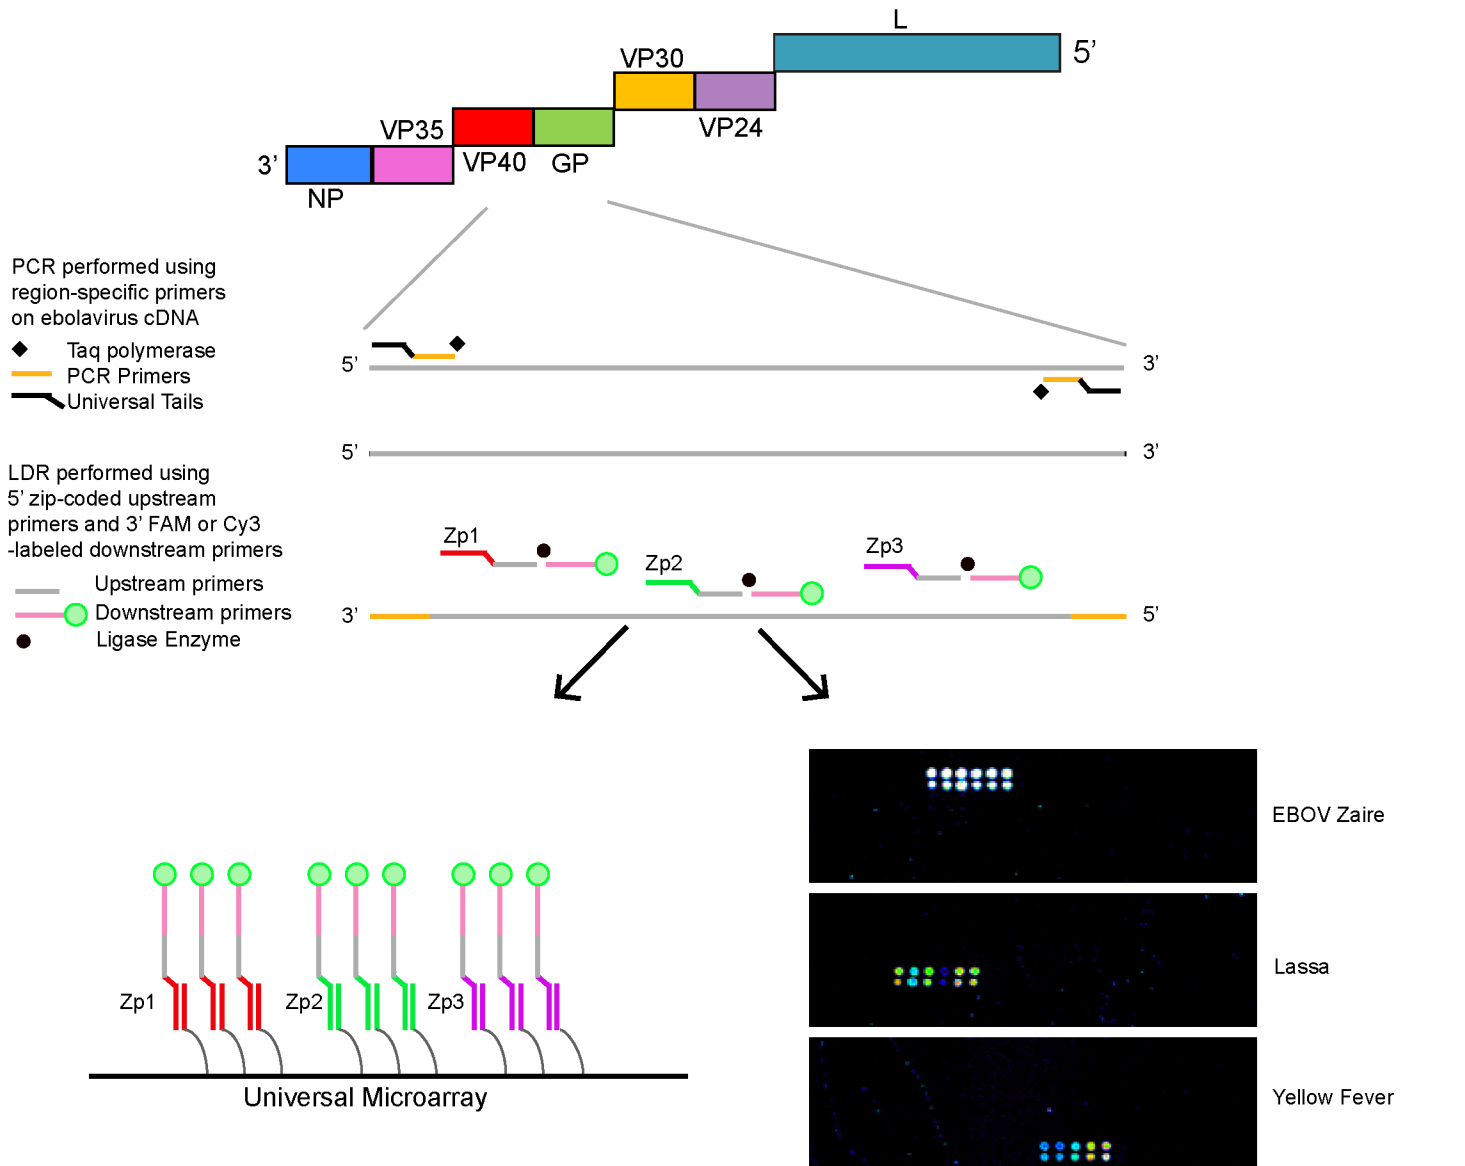 L
VP30
5’
VP35
VP24
3’
VP40
GP
NP
PCR performed using
region-specific primers
on ebolavirus cDNA
Taq polymerase
PCR Primers
Universal Tails
5’
3’
5’
3’
LDR performed using
5’ zip-coded upstream
primers and 3’ FAM or Cy3
-labeled downstream primers
Upstream primers
Downstream primers
Ligase Enzyme
Zp1
Zp2
Zp3
3’
5’
EBOV Zaire
Lassa
Yellow Fever
Zp1
Zp2
Zp3
Universal Microarray